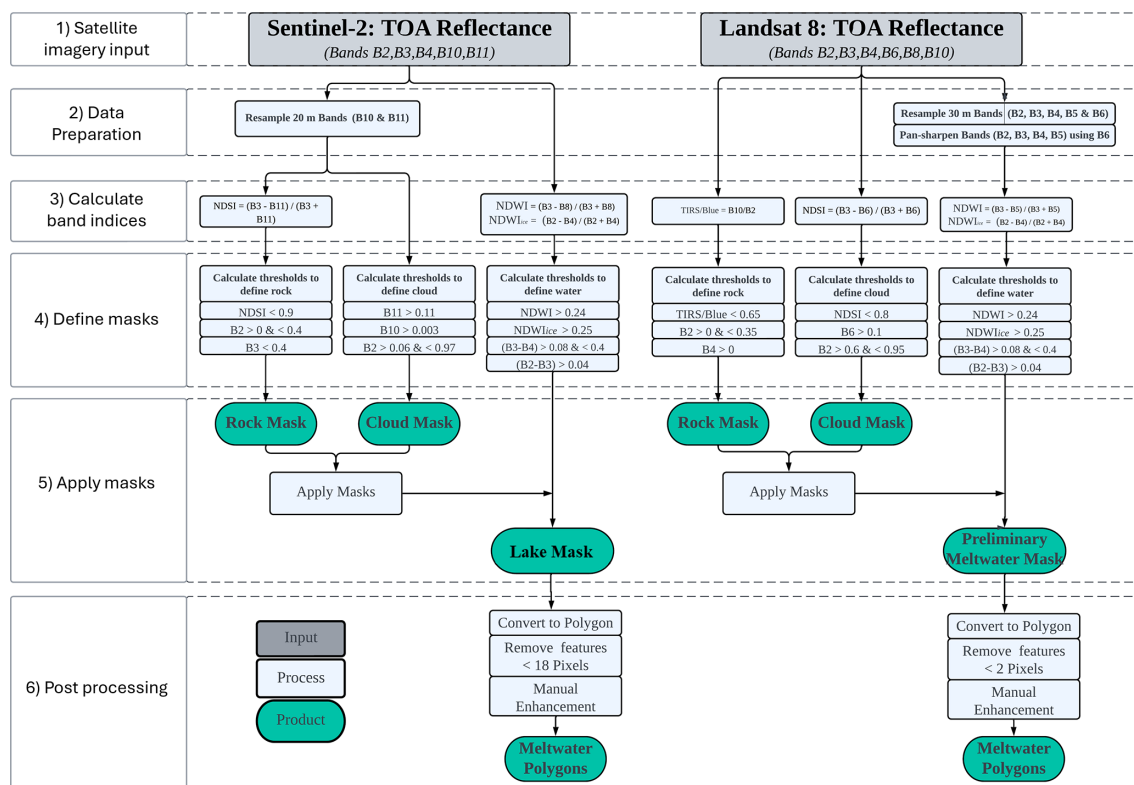 1) Satellite
imagery input
Sentinel-2: TOA Reflectance
(Bands B2,B3,B4,B10,B11)
Landsat 8: TOA Reflectance
(Bands B2,B3,B4,B6,B8,B10)
2) Data
Preparation
Resample 20 m Bands (B10 & B11)
Resample 30 m Bands (B2, B3, B4, B5 & B6)
Pan-sharpen Bands (B2, B3, B4, B5) using B6
3) Calculate
band indices
NDSI = (B3 - B11) / (B3 +
B11)
NDWI = (B3 - B8) / (B3 + B8)
NDWIice = (B2 - B4) / (B2 + B4)
TIRS/Blue = B10/B2
NDSI = (B3 - B6) / (B3 + B6)
NDWI = (B3 - B5) / (B3 + B5)
NDWIice = (B2 - B4) / (B2 + B4)
4) Define masks
Calculate thresholds to
define rock
NDSI < 0.9
B2 > 0 & < 0.4
B3 < 0.4
Calculate thresholds to
define cloud
B11 > 0.11
B10 > 0.003
B2 > 0.06 & < 0.97
Calculate thresholds to
define water
NDWI > 0.24
NDWIice > 0.25
(B3-B4) > 0.08 & < 0.4
(B2-B3) > 0.04
Calculate thresholds to
define rock
TIRS/Blue < 0.65
B2 > 0 & < 0.35
B4 > 0
Calculate thresholds to
define cloud
NDSI < 0.8
B6 > 0.1
B2 > 0.6 & < 0.95
Calculate thresholds to
define water
NDWI > 0.24
NDWIice > 0.25
(B3-B4) > 0.08 & < 0.4
(B2-B3) > 0.04
5) Apply masks
Rock Mask
Cloud Mask
Apply Masks
Lake Mask
Rock Mask
Cloud Mask
Apply Masks
Preliminary
Meltwater Mask
6) Post processing
Input
Process
Product
Convert to Polygon
Remove features
< 18 Pixels
Manual
Enhancement
Meltwater
Polygons
Convert to Polygon
Remove features
< 2 Pixels
Manual
Enhancement
Meltwater
Polygons